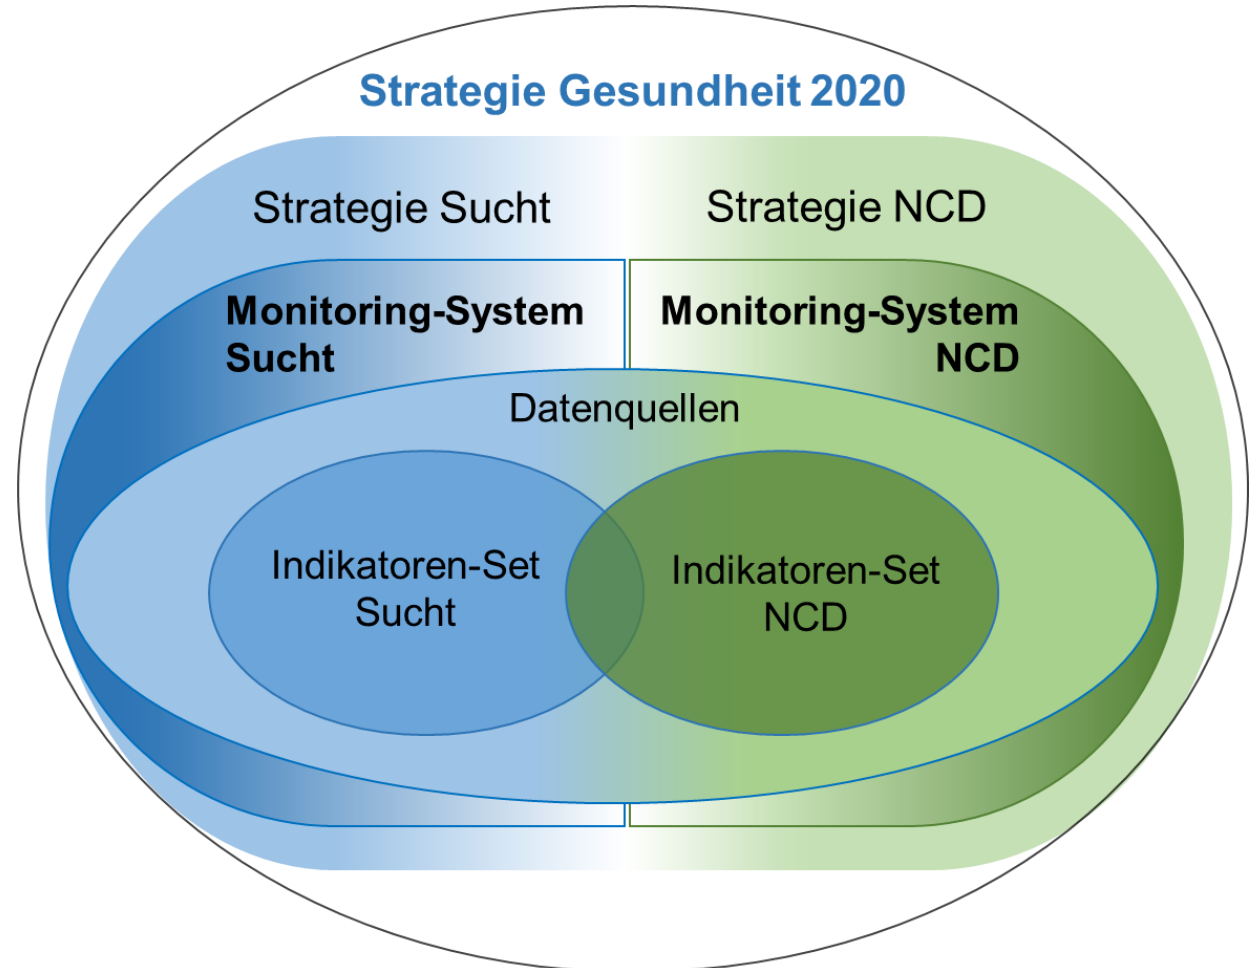 Strategie Gesundheit 2020
Strategie Sucht
Strategie NCD
Monitoring-System
Sucht
Monitoring-System
NCD
Datenquellen
Indikatoren-Set
Sucht
Indikatoren-Set
NCD